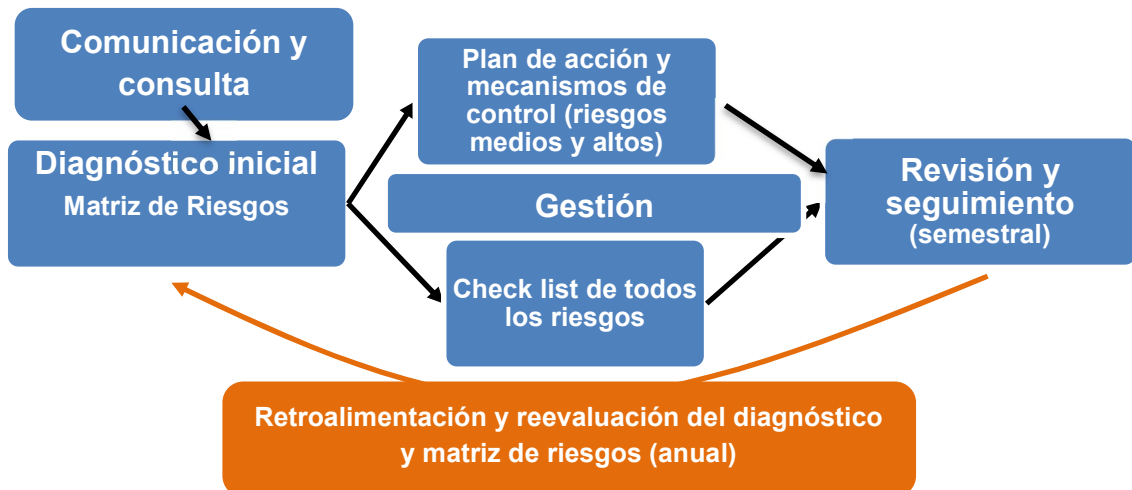 Comunicación y
consulta
Diagnóstico inicial
Matriz de Riesgos
Plan de acción y
mecanismos de
control (riesgos
medios y altos)
Gestión
Check list de todos
los riesgos
Revisión y
seguimiento
(semestral)
Retroalimentación y reevaluación del diagnóstico
y matriz de riesgos (anual)